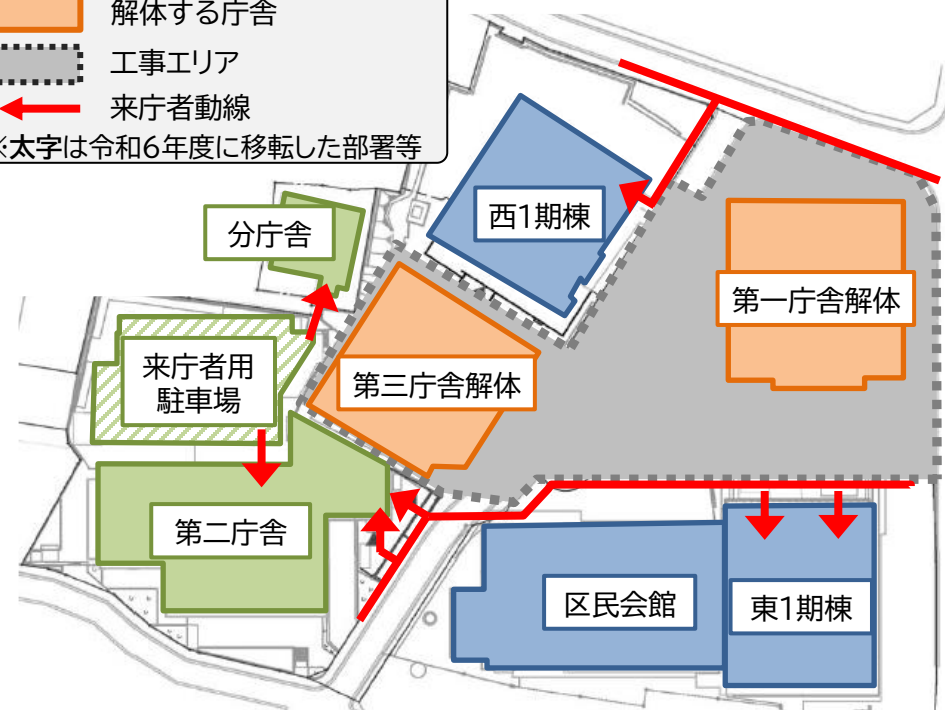 解体する庁舎
工事エリア
来庁者動線
※太字は令和6年度に移転した部署等
分庁舎
西1期棟
第一庁舎解体
来庁者用
駐車場
第三庁舎解体
第二庁舎
区民会館
東1期棟